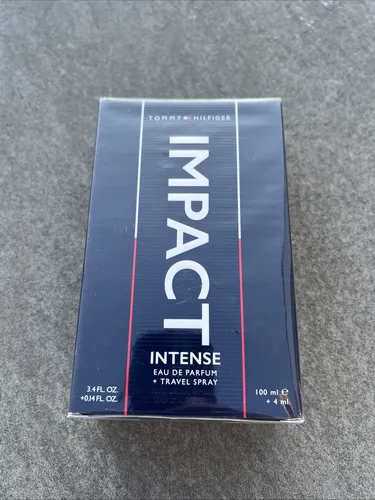 TOMMY HILFIGER
IMPACT
INTENSE
EAU DE PARFUM
+ TRAVEL SPRAY
3.4 FL. OZ.
+0.14 FL. OZ.
100 ml ℮
+ 4 ml